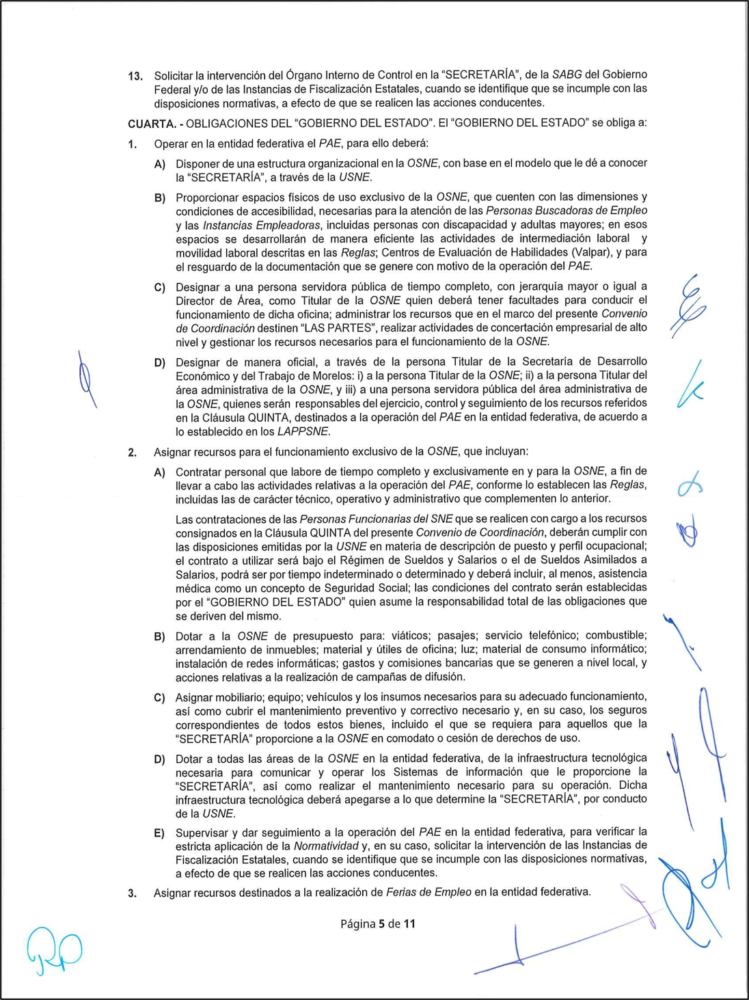 13. Solicitar la intervención del Órgano Interno de Control en la “SECRETARÍA”, de la SABG del Gobierno
Federal y/o de las Instancias de Fiscalización Estatales, cuando se identifique que se incumple con las
disposiciones normativas, a efecto de que se realicen las acciones conducentes.
CUARTA. - OBLIGACIONES DEL “GOBIERNO DEL ESTADO”. El “GOBIERNO DEL ESTADO” se obliga a:
1. Operar en la entidad federativa el PAE, para ello deberá:
A) Disponer de una estructura organizacional en la OSNE, con base en el modelo que le dé a conocer
la “SECRETARÍA”, a través de la USNE.
B) Proporcionar espacios físicos de uso exclusivo de la OSNE, que cuenten con las dimensiones y
condiciones de accesibilidad, necesarias para la atención de las Personas Buscadoras de Empleo
y las Instancias Empleadoras, incluidas personas con discapacidad y adultas mayores; en esos
espacios se desarrollarán de manera eficiente las actividades de intermediación laboral y
movilidad laboral descritas en las Reglas; Centros de Evaluación de Habilidades (Valpar), y para
el resguardo de la documentación que se genere con motivo de la operación del PAE.
C) Designar a una persona servidora pública de tiempo completo, con jerarquía mayor o igual a
Director de Área, como Titular de la OSNE quien deberá tener facultades para conducir el
funcionamiento de dicha oficina; administrar los recursos que en el marco del presente Convenio
de Coordinación destinen “LAS PARTES”, realizar actividades de concertación empresarial de alto
nivel y gestionar los recursos necesarios para el funcionamiento de la OSNE.
D) Designar de manera oficial, a través de la persona Titular de la Secretaría de Desarrollo
Económico y del Trabajo de Morelos: i) a la persona Titular de la OSNE; ii) a la persona Titular del
área administrativa de la OSNE, y iii) a una persona servidora pública del área administrativa de
la OSNE, quienes serán responsables del ejercicio, control y seguimiento de los recursos referidos
en la Cláusula QUINTA, destinados a la operación del PAE en la entidad federativa, de acuerdo a
lo establecido en los LAPPSNE.
2. Asignar recursos para el funcionamiento exclusivo de la OSNE, que incluyan:
A) Contratar personal que labore de tiempo completo y exclusivamente en y para la OSNE, a fin de
llevar a cabo las actividades relativas a la operación del PAE, conforme lo establecen las Reglas,
incluidas las de carácter técnico, operativo y administrativo que complementen lo anterior.
Las contrataciones de las Personas Funcionarias del SNE que se realicen con cargo a los recursos
consignados en la Cláusula QUINTA del presente Convenio de Coordinación, deberán cumplir con
las disposiciones emitidas por la USNE en materia de descripción de puesto y perfil ocupacional;
el contrato a utilizar será bajo el Régimen de Sueldos y Salarios o el de Sueldos Asimilados a
Salarios, podrá ser por tiempo indeterminado o determinado y deberá incluir, al menos, asistencia
médica como un concepto de Seguridad Social; las condiciones del contrato serán establecidas
por el “GOBIERNO DEL ESTADO” quien asume la responsabilidad total de las obligaciones que
se deriven del mismo.
B) Dotar a la OSNE de presupuesto para: viáticos; pasajes; servicio telefónico; combustible;
arrendamiento de inmuebles; material y útiles de oficina; luz; material de consumo informático;
instalación de redes informáticas; gastos y comisiones bancarias que se generen a nivel local, y
acciones relativas a la realización de campañas de difusión.
C) Asignar mobiliario; equipo; vehículos y los insumos necesarios para su adecuado funcionamiento,
así como cubrir el mantenimiento preventivo y correctivo necesario y, en su caso, los seguros
correspondientes de todos estos bienes, incluido el que se requiera para aquellos que la
“SECRETARÍA” proporcione a la OSNE en comodato o cesión de derechos de uso.
D) Dotar a todas las áreas de la OSNE en la entidad federativa, de la infraestructura tecnológica
necesaria para comunicar y operar los Sistemas de información que le proporcione la
“SECRETARÍA”, así como realizar el mantenimiento necesario para su operación. Dicha
infraestructura tecnológica deberá apegarse a lo que determine la “SECRETARÍA”, por conducto
de la USNE.
E) Supervisar y dar seguimiento a la operación del PAE en la entidad federativa, para verificar la
estricta aplicación de la Normatividad y, en su caso, solicitar la intervención de las Instancias de
Fiscalización Estatales, cuando se identifique que se incumple con las disposiciones normativas,
a efecto de que se realicen las acciones conducentes.
3. Asignar recursos destinados a la realización de Ferias de Empleo en la entidad federativa.
Página 5 de 11